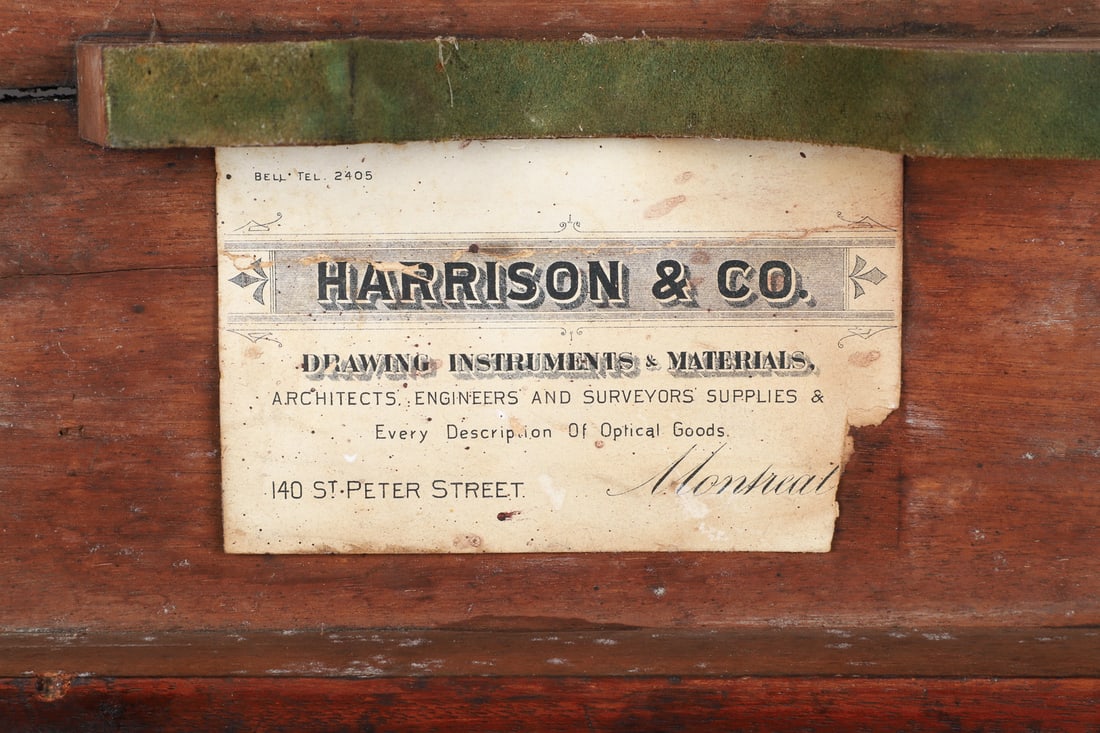 BELL TEL. 2405
HARRISON & CO.
DRAWING INSTRUMENTS & MATERIALS,
ARCHITECTS, ENGINEERS AND SURVEYORS SUPPLIES &
Every Description Of Optical Goods.
140 ST. PETER STREET. Montreal